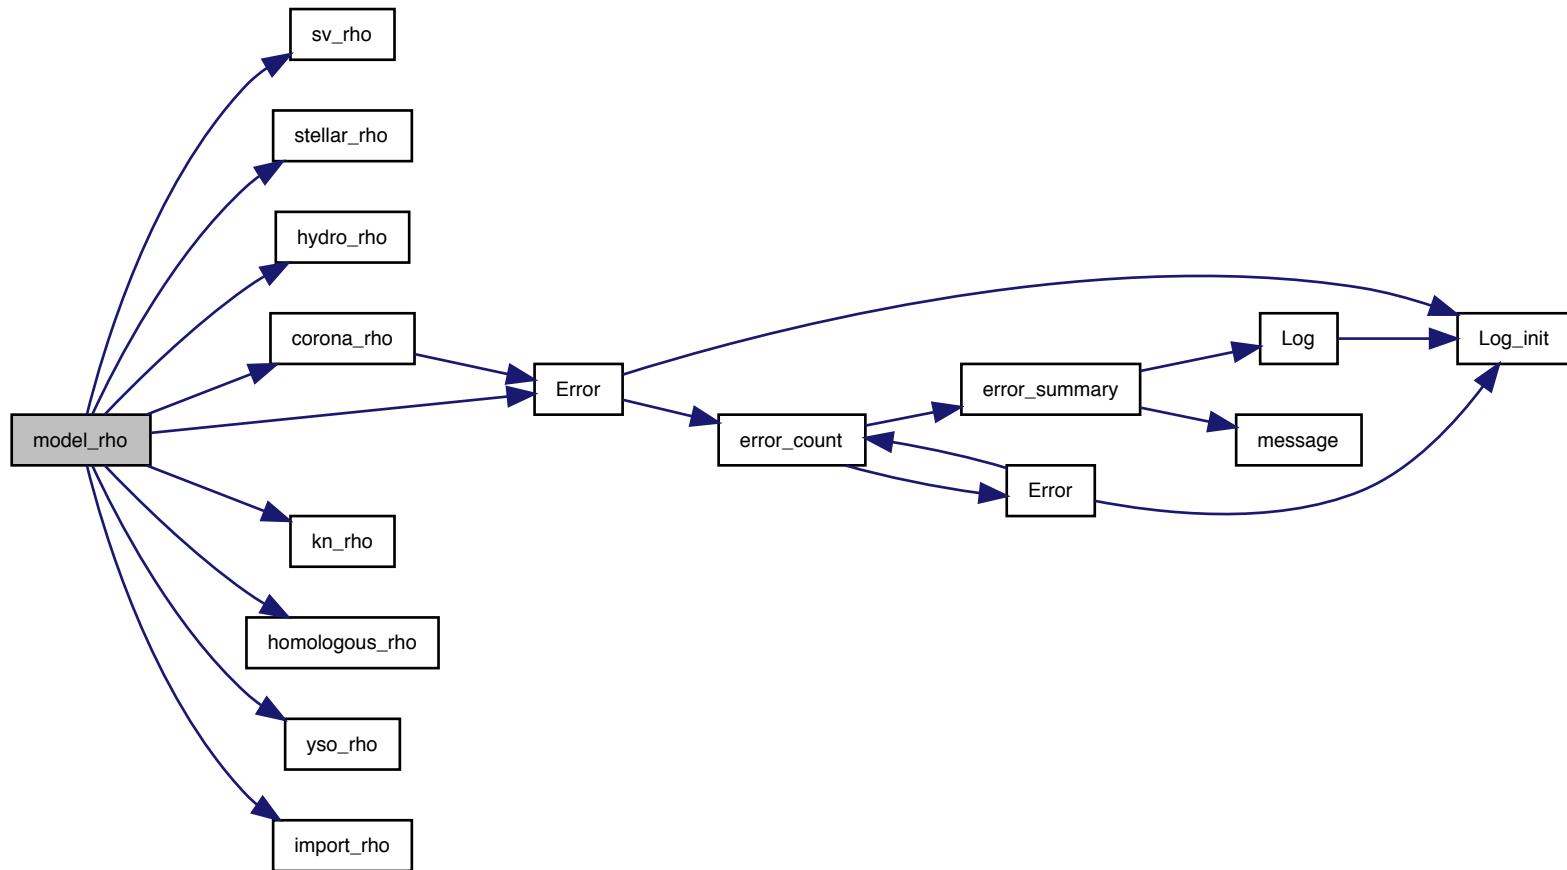 sv_rho
stellar_rho
hydro_rho
corona_rho
Log
Log_init
Error
error_summary
model_rho
error_count
message
Error
kn_rho
homologous_rho
yso_rho
import_rho